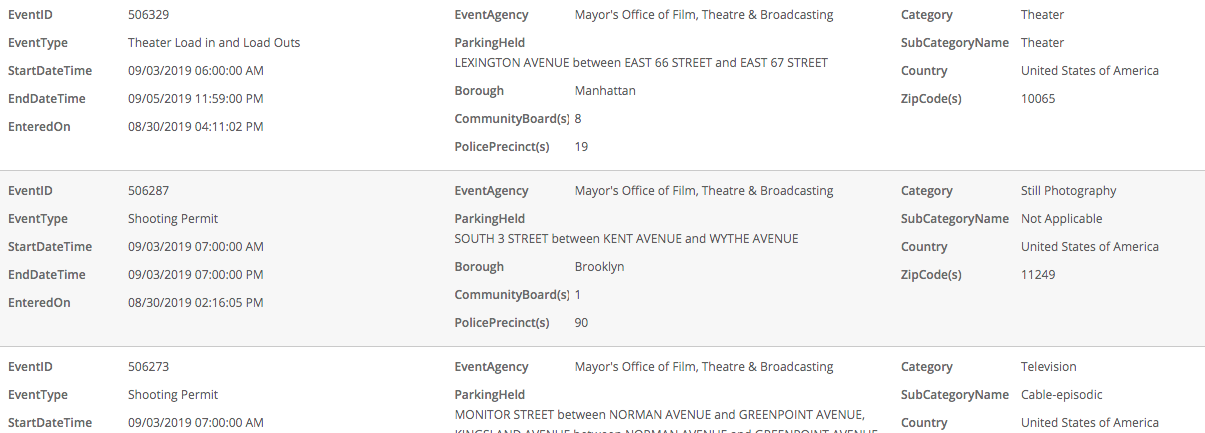 EventID 506329 EventAgency Mayor's Office of Film, Theatre & Broadcasting Category Theater
EventType Theater Load in and Load Outs ParkingHeld SubCategoryName Theater
StartDateTime 09/03/2019 06:00:00 AM LEXINGTON AVENUE between EAST 66 STREET and EAST 67 STREET Country United States of America
EndDateTime 09/05/2019 11:59:00 PM Borough Manhattan ZipCode(s) 10065
EnteredOn 08/30/2019 04:11:02 PM CommunityBoard(s) 8
PolicePrecinct(s) 19
EventID 506287 EventAgency Mayor's Office of Film, Theatre & Broadcasting Category Still Photography
EventType Shooting Permit ParkingHeld SubCategoryName Not Applicable
StartDateTime 09/03/2019 07:00:00 AM SOUTH 3 STREET between KENT AVENUE and WYTHE AVENUE Country United States of America
EndDateTime 09/03/2019 07:00:00 PM Borough Brooklyn ZipCode(s) 11249
EnteredOn 08/30/2019 02:16:05 PM CommunityBoard(s) 1
PolicePrecinct(s) 90
EventID 506273 EventAgency Mayor's Office of Film, Theatre & Broadcasting Category Television
EventType Shooting Permit ParkingHeld SubCategoryName Cable-episodic
StartDateTime 09/03/2019 07:00:00 AM MONITOR STREET between NORMAN AVENUE and GREENPOINT AVENUE, Country United States of America
KINGSLAND AVENUE between NORMAN AVENUE and GREENPOINT AVENUE